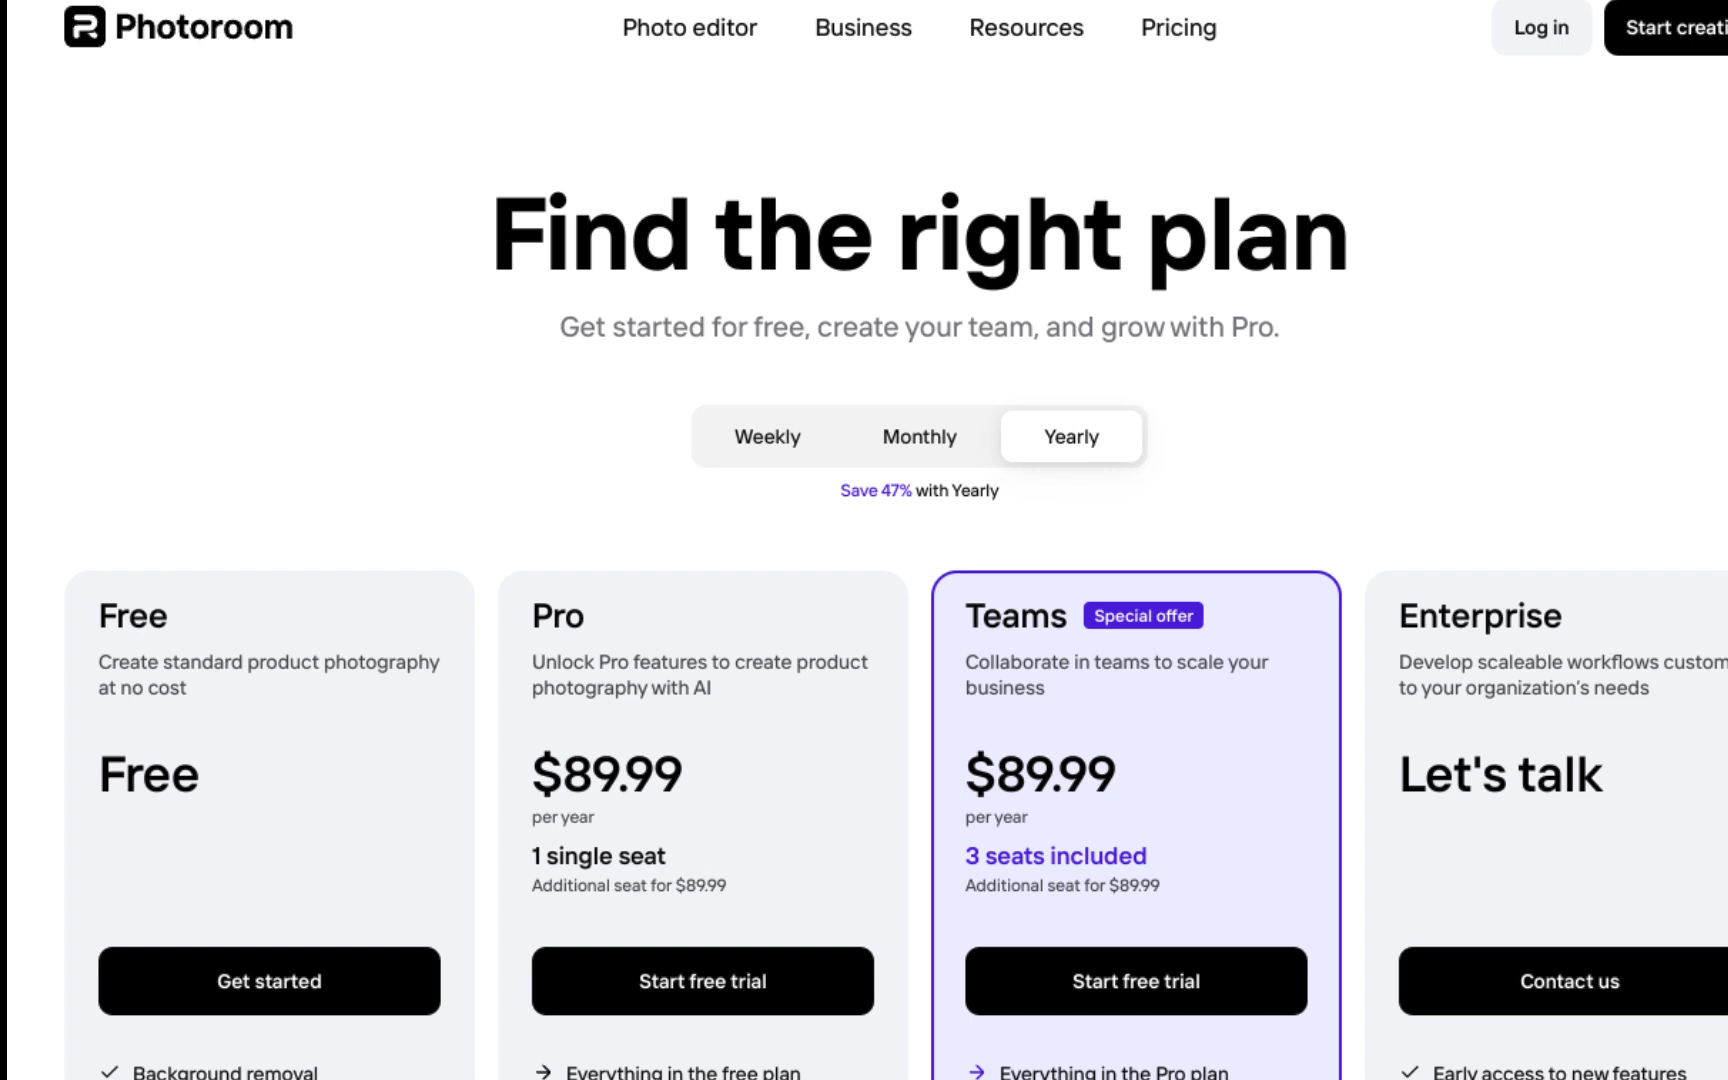 Photoroom
Photo editor
Business
Resources
Pricing
Log in
Start creati
Find the right plan
Get started for free, create your team, and grow with Pro.
Weekly
Monthly
Yearly
Save 47% with Yearly
Free
Create standard product photography
at no cost
Free
Get started
Background removal
Pro
Unlock Pro features to create product
photography with AI
$89.99
per year
1 single seat
Additional seat for $89.99
Start free trial
Everything in the free plan
Teams
Special offer
Collaborate in teams to scale your
business
$89.99
per year
3 seats included
Additional seat for $89.99
Start free trial
Everything in the Pro plan
Enterprise
Develop scaleable workflows custom
to your organization's needs
Let's talk
Contact us
Early access to new features